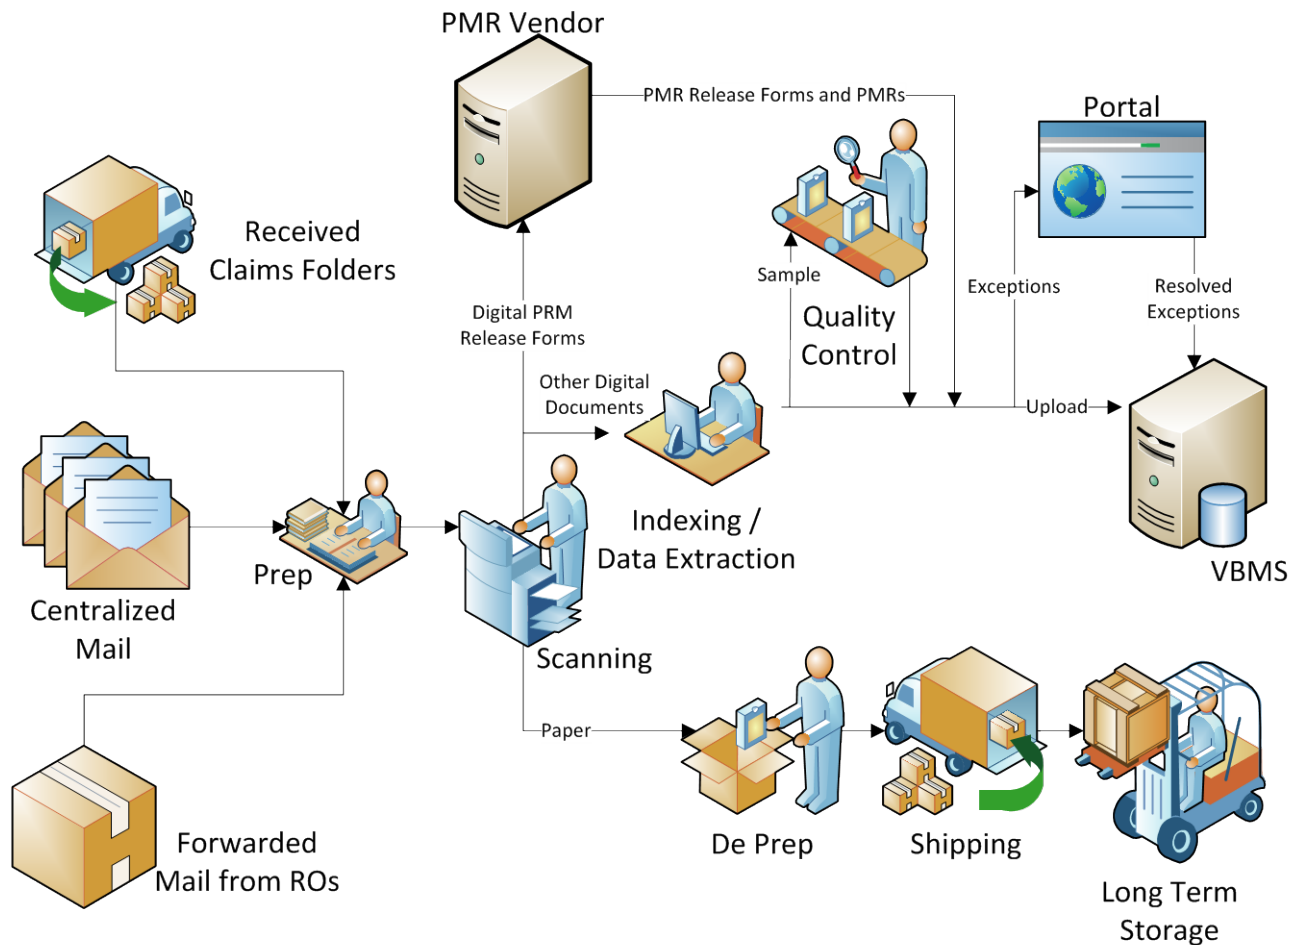 PMR Vendor
PMR Release Forms and PMRs
Portal
Received
Claims Folders
Sample
Exceptions
Resolved
Exceptions
Digital PRM
Release Forms
Quality
Control
Other Digital
Documents
Upload
Indexing /
Data Extraction
Prep
VBMS
Centralized
Mail
Scanning
Paper
De Prep
Shipping
Forwarded
Mail from ROs
Long Term
Storage